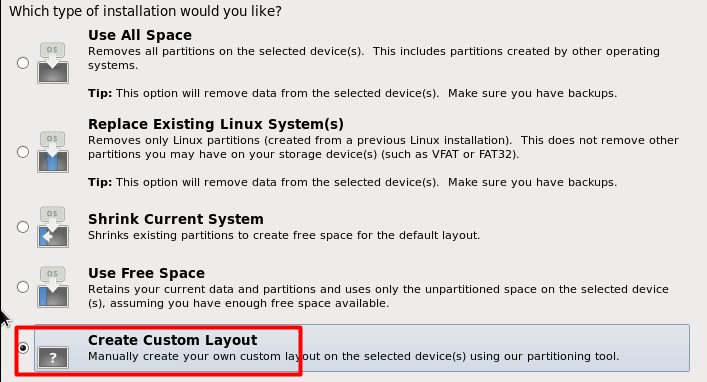 Which type of installation would you like?
OS
Use All Space
Removes all partitions on the selected device(s).  This includes partitions created by other operating
systems.
Tip: This option will remove data from the selected device(s).  Make sure you have backups.
OS
Replace Existing Linux System(s)
Removes only Linux partitions (created from a previous Linux installation).  This does not remove other
partitions you may have on your storage device(s) (such as VFAT or FAT32).
Tip: This option will remove data from the selected device(s).  Make sure you have backups.
OS
Shrink Current System
Shrinks existing partitions to create free space for the default layout.
OS
Use Free Space
Retains your current data and partitions and uses only the unpartitioned space on the selected device
(s), assuming you have enough free space available.
?
Create Custom Layout
Manually create your own custom layout on the selected device(s) using our partitioning tool.